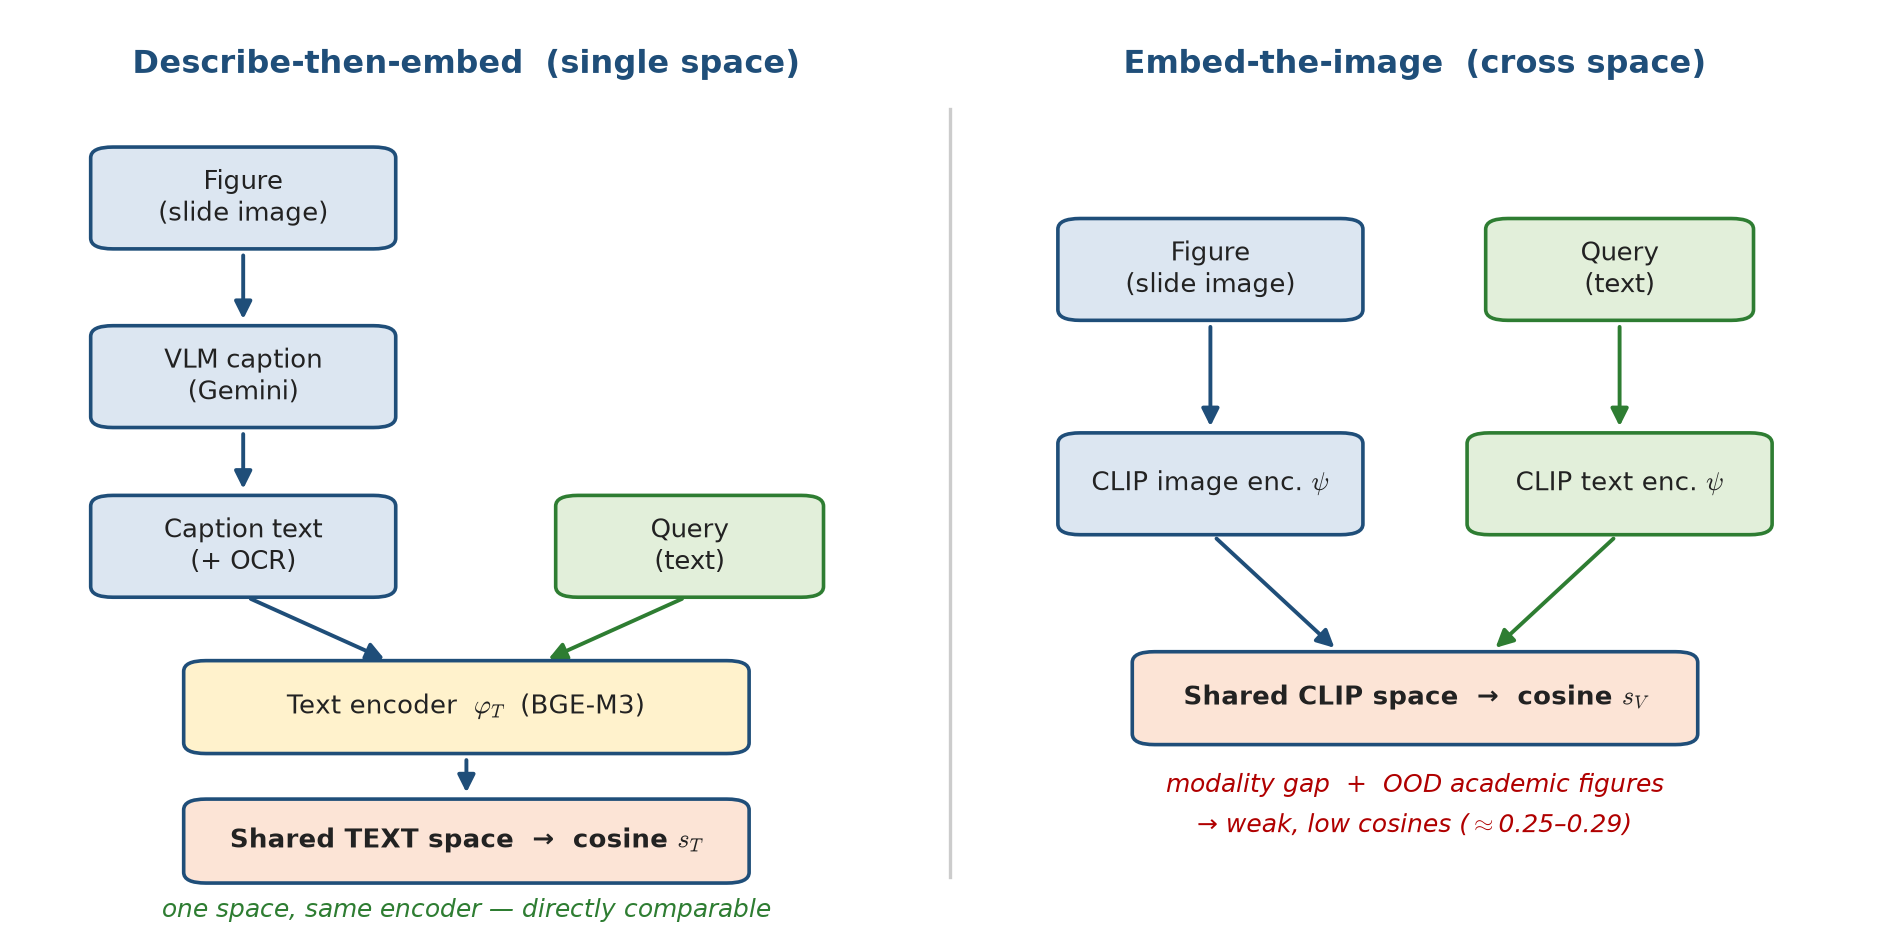 Describe-then-embed (single space)
Figure
(slide image)
VLM caption
(Gemini)
Caption text
(+ OCR)
Query
(text)
Text encoder φ_T (BGE-M3)
Shared TEXT space → cosine s_T
one space, same encoder — directly comparable
Embed-the-image (cross space)
Figure
(slide image)
Query
(text)
CLIP image enc. ψ
CLIP text enc. ψ
Shared CLIP space → cosine s_V
modality gap + OOD academic figures
→ weak, low cosines (≈0.25–0.29)